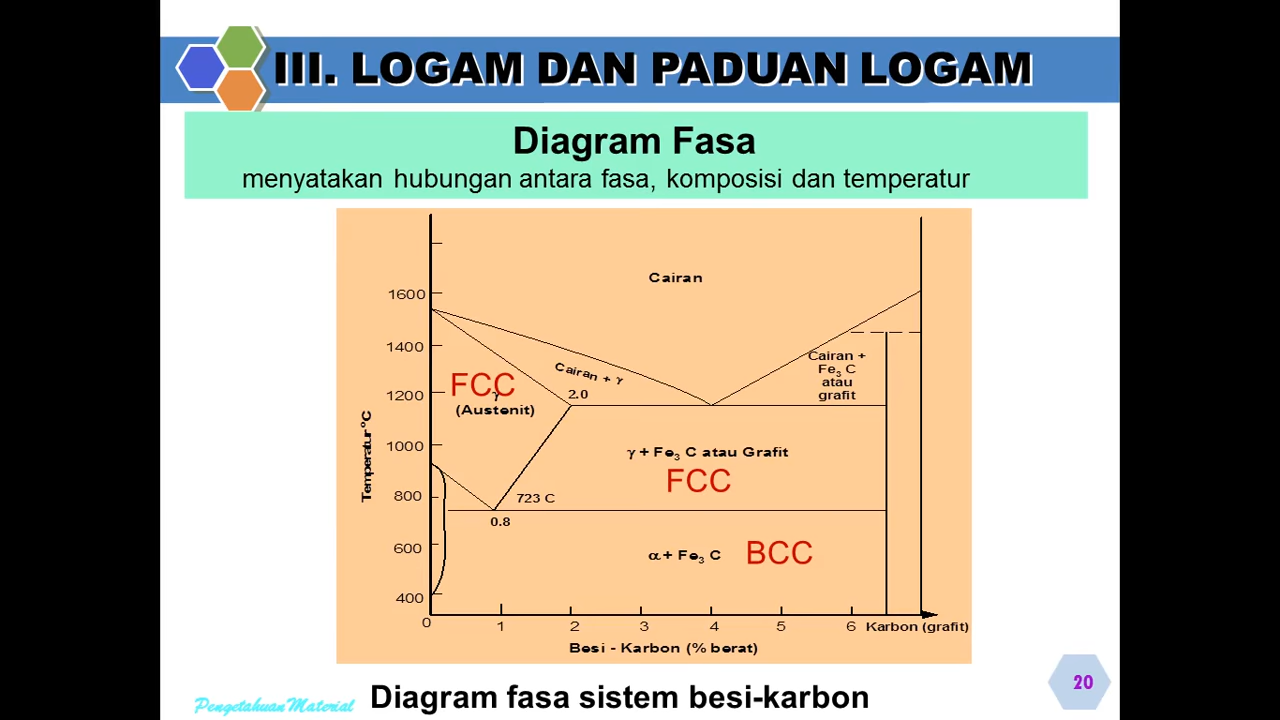 III. LOGAM DAN PADUAN LOGAM
Diagram Fasa
menyatakan hubungan antara fasa, komposisi dan temperatur
Cairan
1600
1400
1200
1000
800
600
400
Temperatur °C
Cairan + γ
Cairan +
Fe₃ C
atau
grafit
FCC
γ
(Austenit)
2.0
γ + Fe₃ C atau Grafit
FCC
723 C
0.8
α + Fe₃ C
BCC
0 1 2 3 4 5 6 Karbon (grafit)
Besi - Karbon (% berat)
Diagram fasa sistem besi-karbon
Pengetahuan Material
20